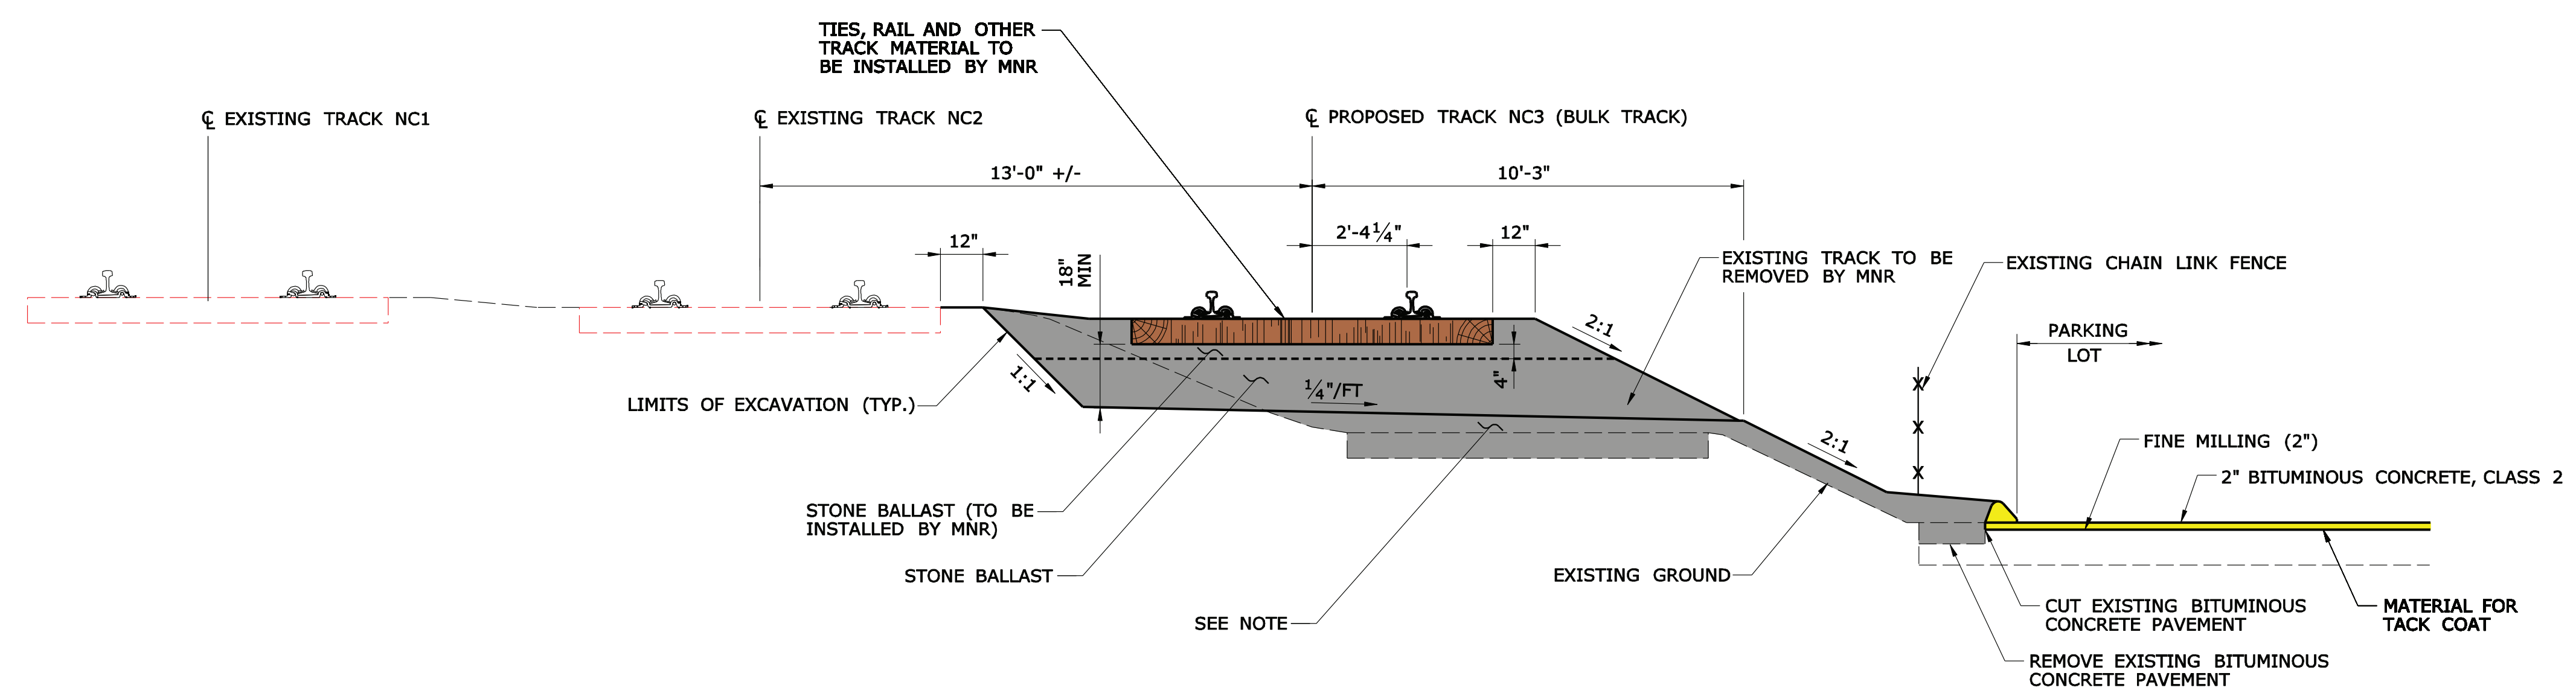 TIES, RAIL AND OTHER
TRACK MATERIAL TO
BE INSTALLED BY MNR
℄ EXISTING TRACK NC1
℄ EXISTING TRACK NC2
℄ PROPOSED TRACK NC3 (BULK TRACK)
13'-0" +/-
10'-3"
12"
18"
MIN
2'-4¼"
12"
EXISTING TRACK TO BE
REMOVED BY MNR
EXISTING CHAIN LINK FENCE
2:1
PARKING
LOT
1:1
4"
¼"/FT
LIMITS OF EXCAVATION (TYP.)
X
X
X
2:1
FINE MILLING (2")
2" BITUMINOUS CONCRETE, CLASS 2
STONE BALLAST (TO BE
INSTALLED BY MNR)
STONE BALLAST
EXISTING GROUND
SEE NOTE
CUT EXISTING BITUMINOUS
CONCRETE PAVEMENT
MATERIAL FOR
TACK COAT
REMOVE EXISTING BITUMINOUS
CONCRETE PAVEMENT